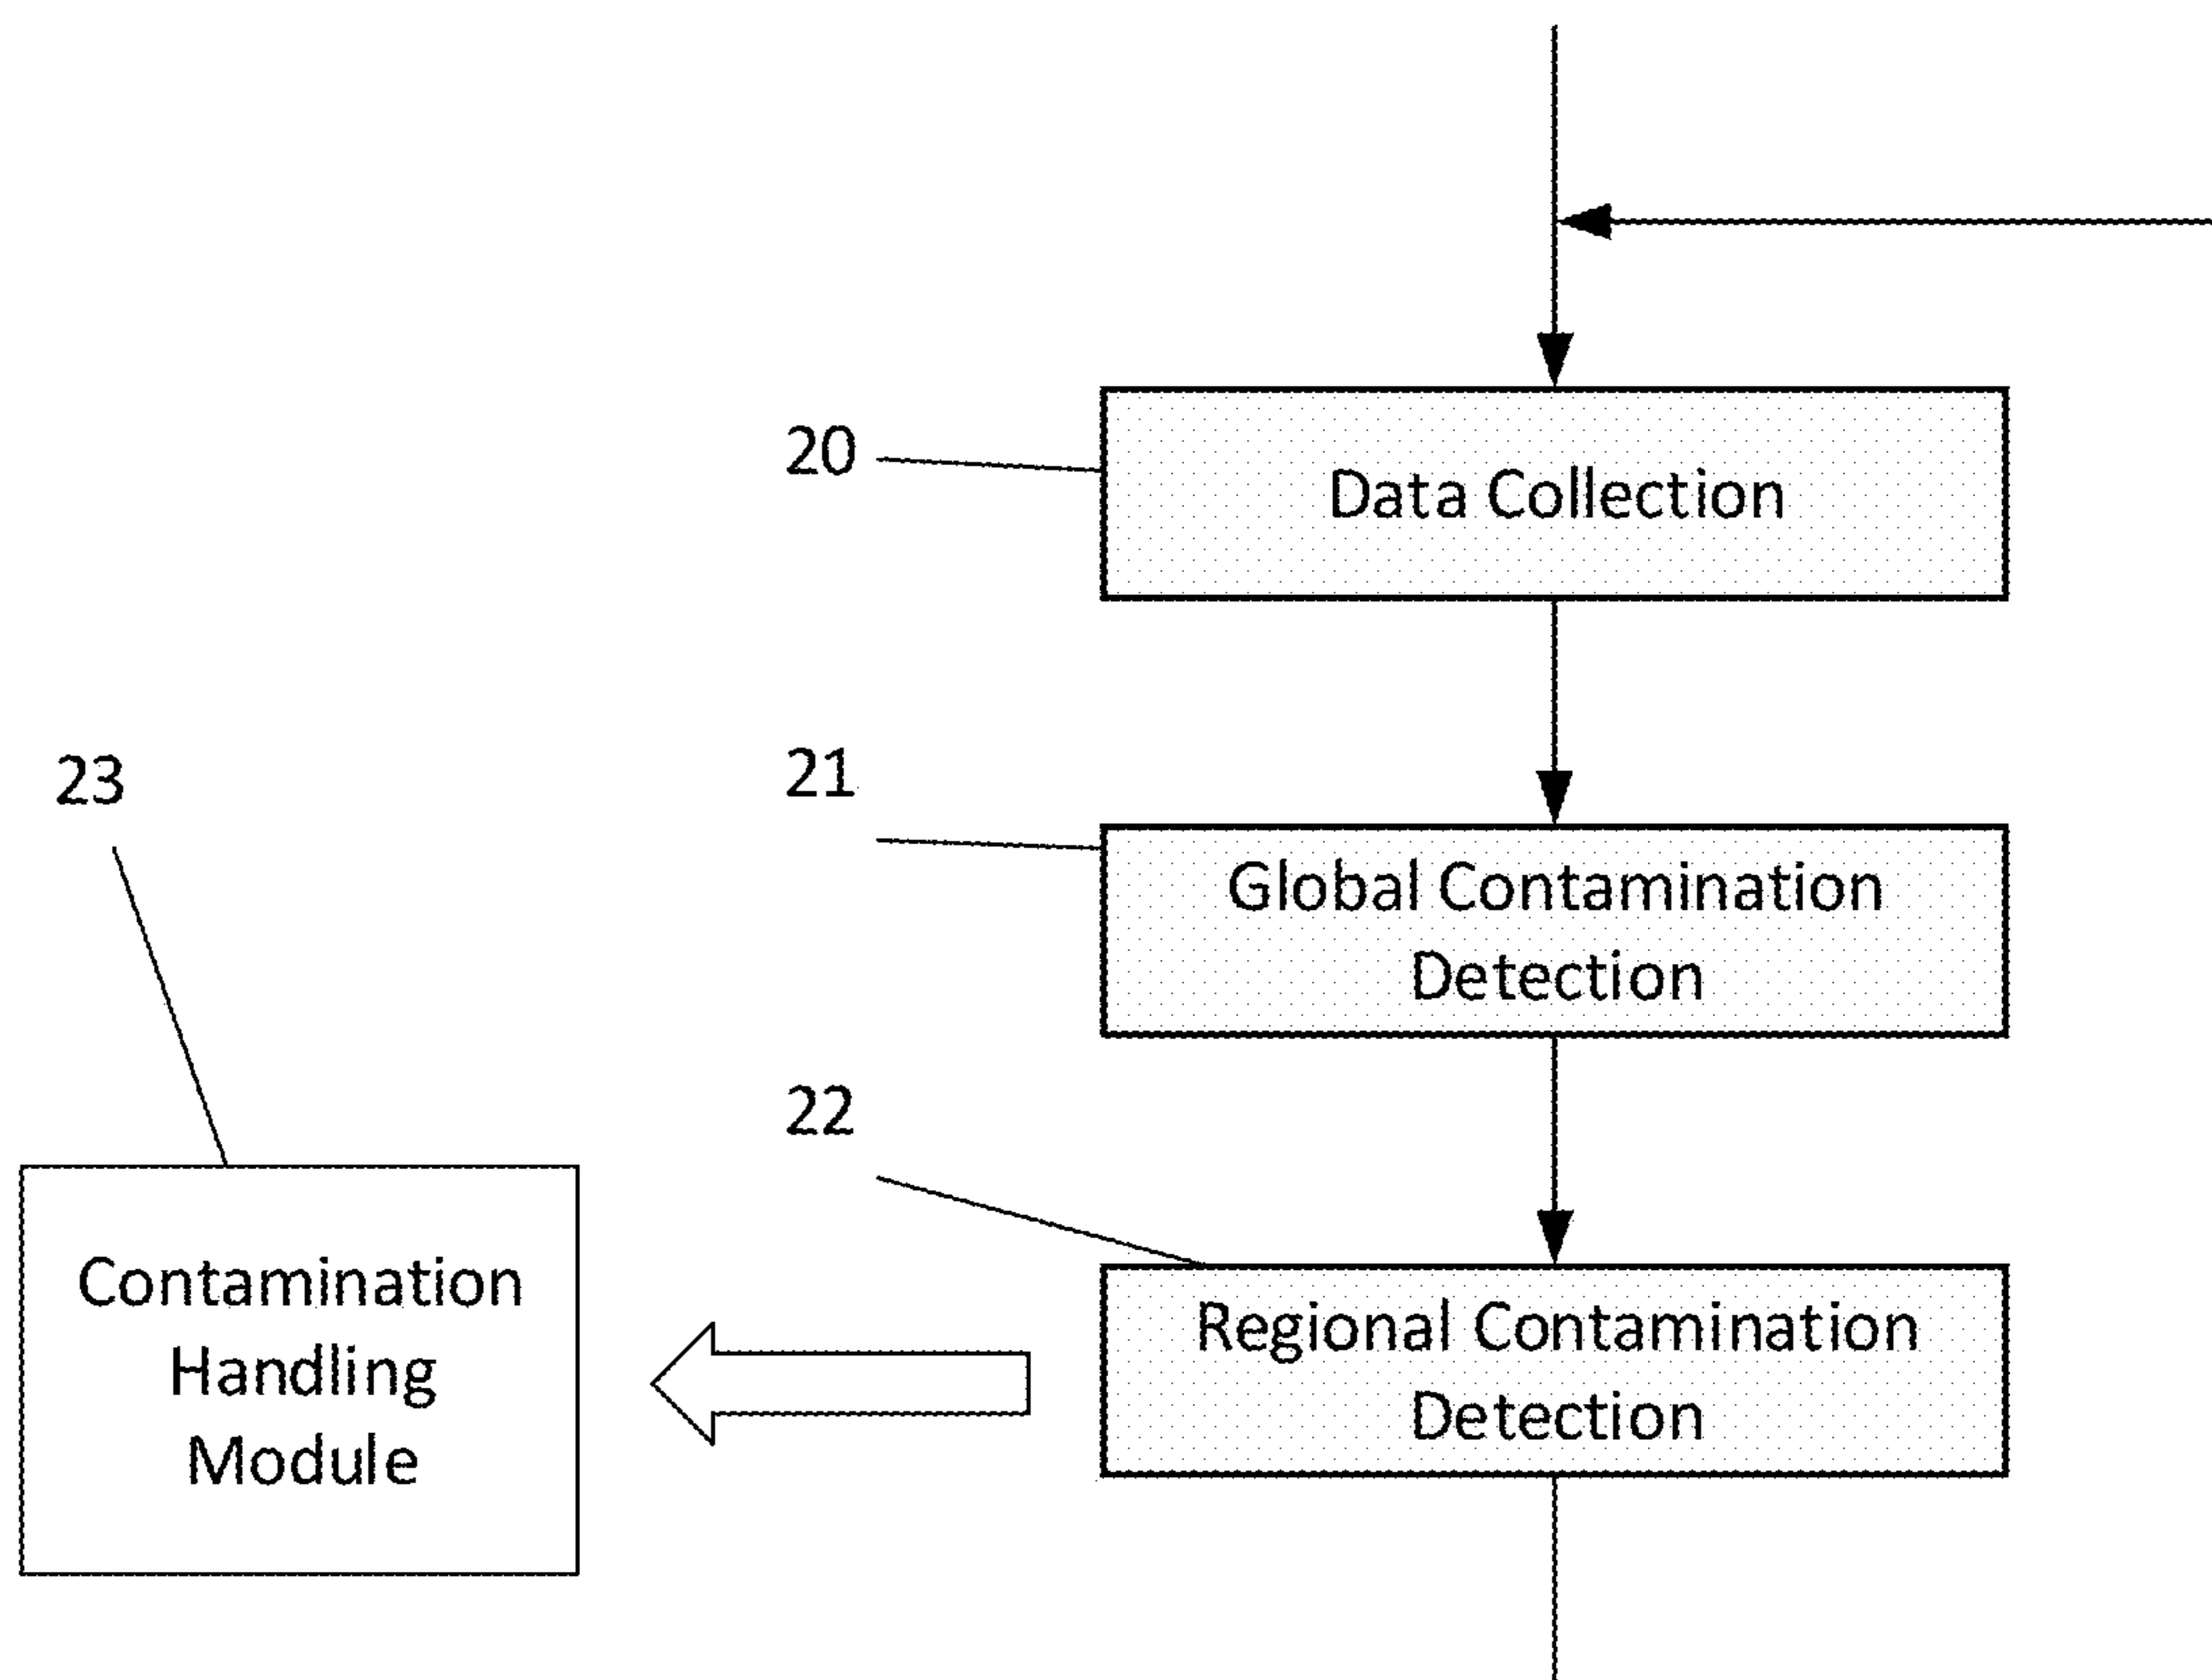 20
Data Collection
21
Global Contamination
Detection
23
22
Regional Contamination
Detection
Contamination
Handling
Module